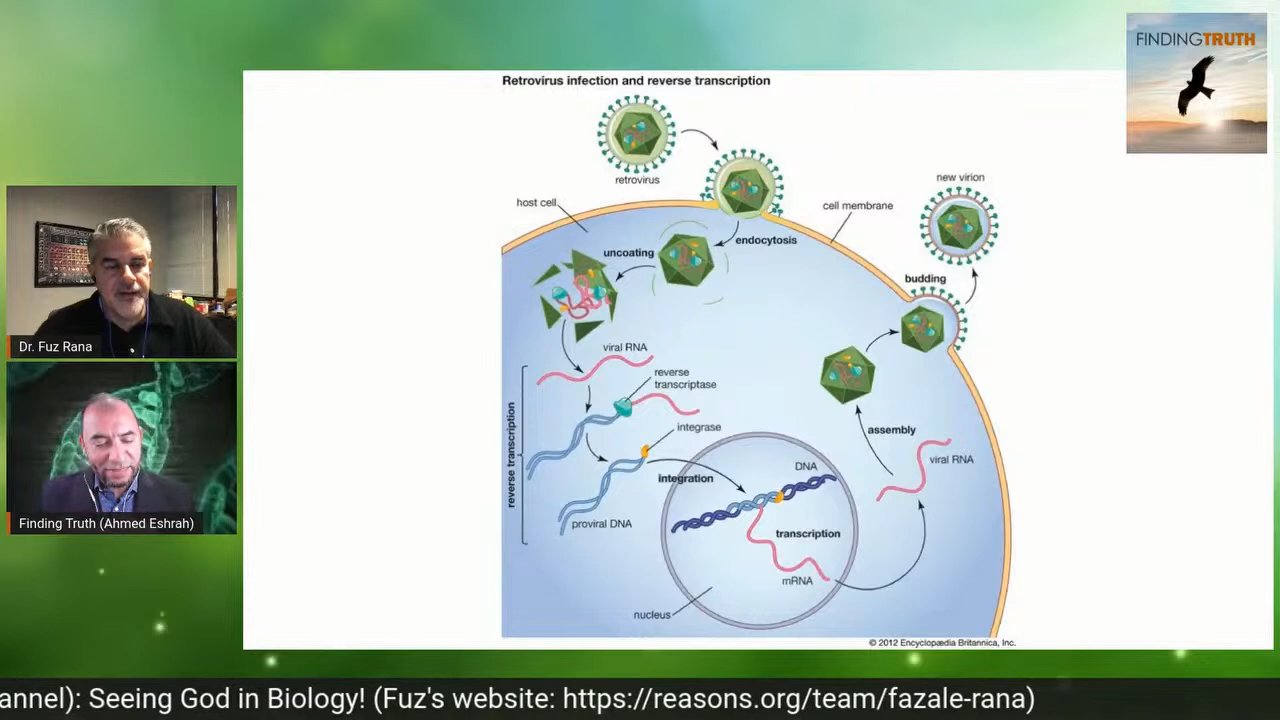 FINDINGTRUTH
Retrovirus infection and reverse transcription
retrovirus
new virion
host cell
cell membrane
endocytosis
uncoating
budding
viral RNA
reverse
transcriptase
integrase
reverse transcription
assembly
viral RNA
DNA
integration
proviral DNA
transcription
mRNA
nucleus
© 2012 Encyclopædia Britannica, Inc.
Dr. Fuz Rana
Finding Truth (Ahmed Eshrah)
annel): Seeing God in Biology! (Fuz's website: https://reasons.org/team/fazale-rana)